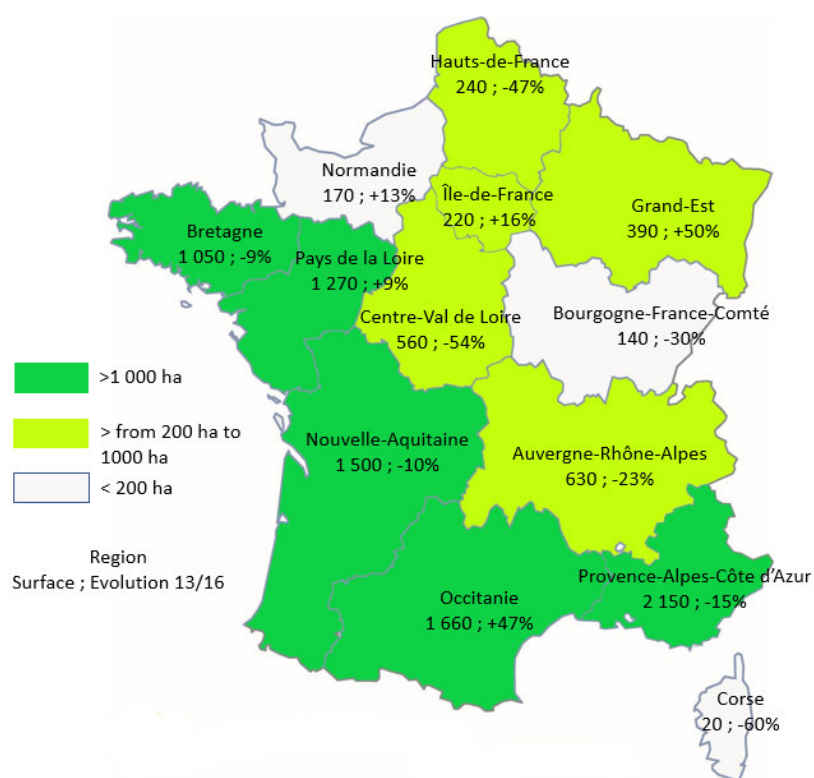 Hauts-de-France
240 ; -47%
Normandie
170 ; +13%
Île-de-France
220 ; +16%
Grand-Est
390 ; +50%
Bretagne
1 050 ; -9%
Pays de la Loire
1 270 ; +9%
Centre-Val de Loire
560 ; -54%
Bourgogne-France-Comté
140 ; -30%
>1 000 ha
> from 200 ha to
1000 ha
< 200 ha
Nouvelle-Aquitaine
1 500 ; -10%
Auvergne-Rhône-Alpes
630 ; -23%
Region
Surface ; Evolution 13/16
Occitanie
1 660 ; +47%
Provence-Alpes-Côte d'Azur
2 150 ; -15%
Corse
20 ; -60%